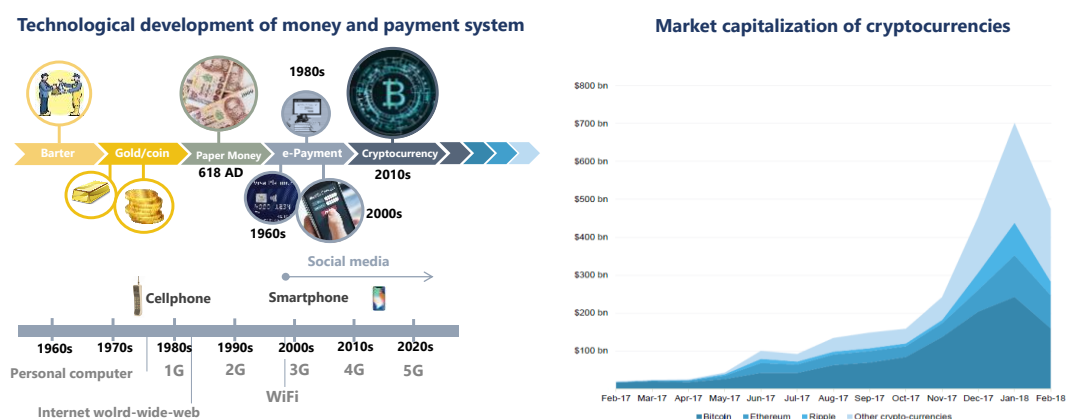 Technological development of money and payment system
1980s
Barter
Gold/coin
Paper Money
e-Payment
Cryptocurrency
618 AD
2010s
1960s
2000s
Social media
Cellphone
Smartphone
1960s
1970s
1980s
1990s
2000s
2010s
2020s
Personal computer
1G
2G
3G
4G
5G
WiFi
Internet wolrd-wide-web
Market capitalization of cryptocurrencies
$800 bn
$700 bn
$600 bn
$500 bn
$400 bn
$300 bn
$200 bn
$100 bn
Feb-17 Mar-17 Apr-17 May-17 Jun-17 Jul-17 Aug-17 Sep-17 Oct-17 Nov-17 Dec-17 Jan-18 Feb-18
Bitcoin Ethereum Ripple Other crypto-currencies